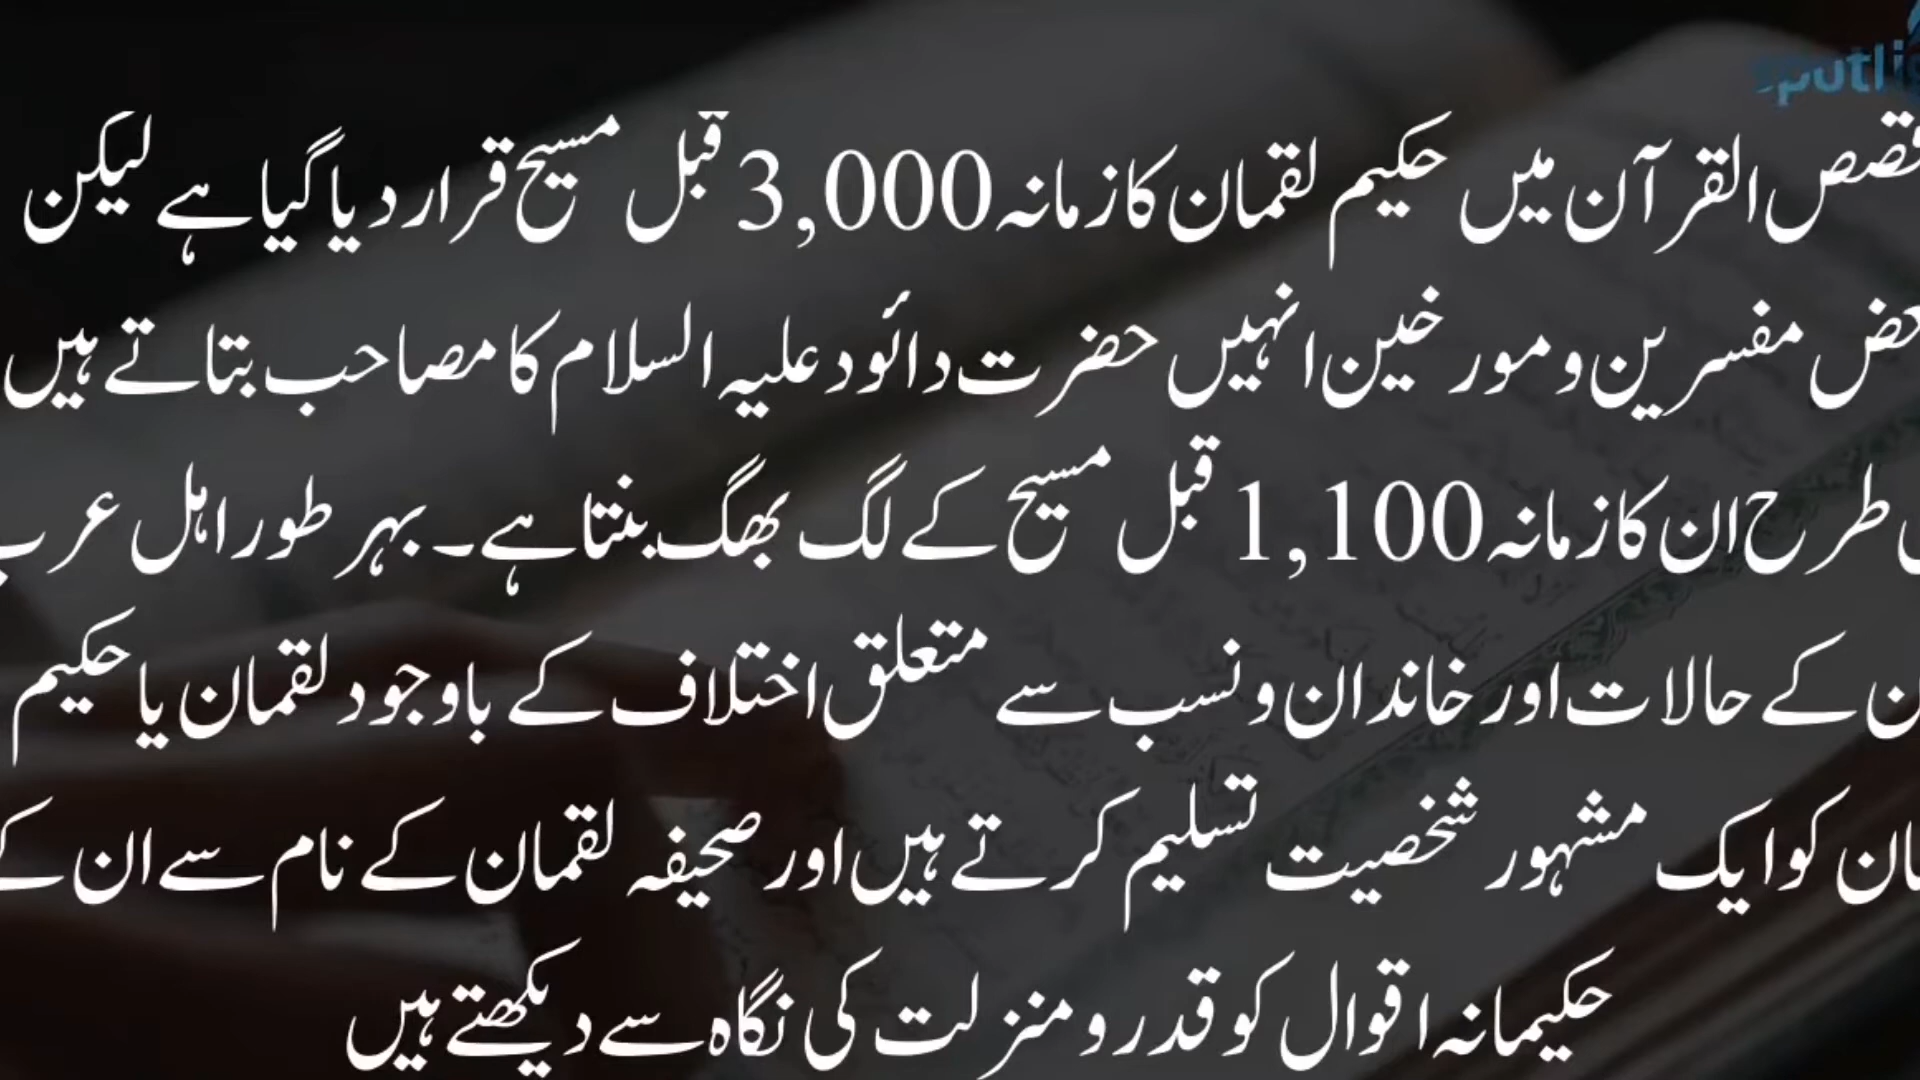 قصص القرآن میں حکیم لقمان کا زمانہ 3,000 قبل مسیح قرار دیا گیا ہے لیکن
مفسرین و مورخین انہیں حضرت دائود علیہ السلام کا مصاحب بتاتے ہیں
طرح ان کا زمانہ 1,100 قبل مسیح کے لگ بھگ بنتا ہے۔ بہر طور اہل عرب
کے حالات اور خاندان و نسب سے متعلق اختلاف کے باوجود لقمان یا حکیم
کو ایک مشہور شخصیت تسلیم کرتے ہیں اور صحیفہ لقمان کے نام سے ان کے
حکیمانہ اقوال کو قدر و منزلت کی نگاہ سے دیکھتے ہیں